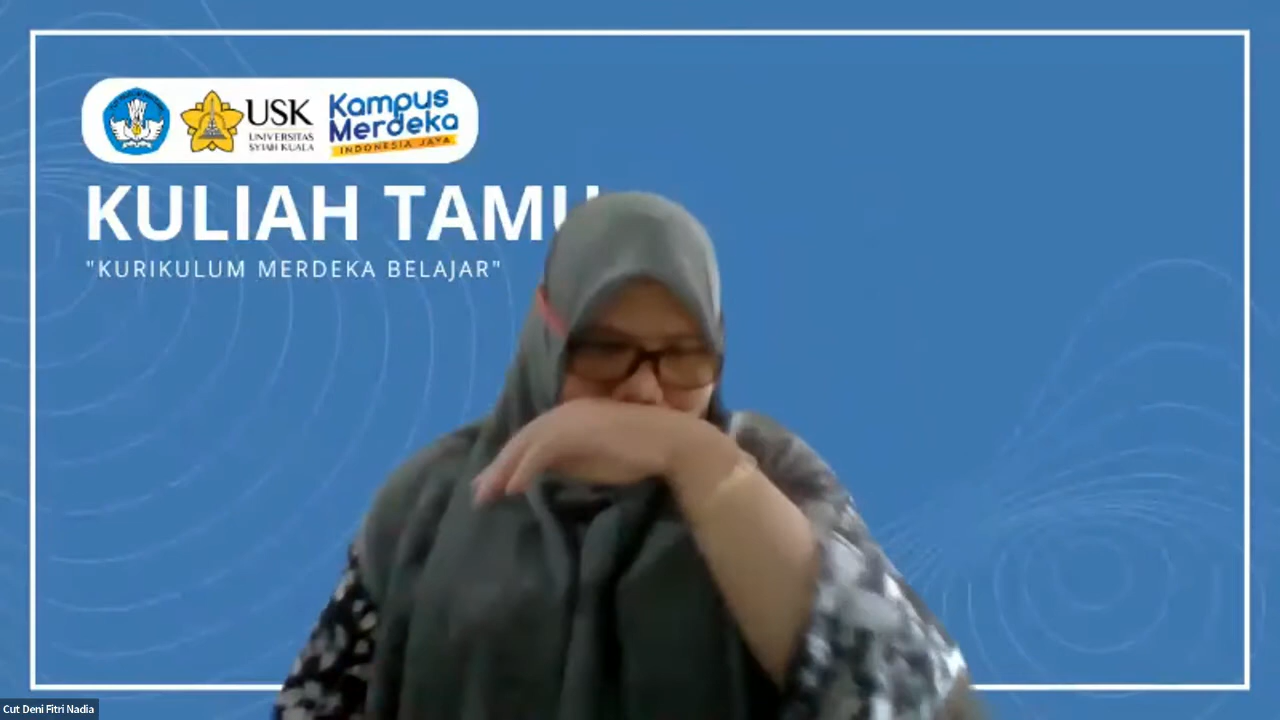 USK
UNIVERSITAS
SYIAH KUALA
Kampus
Merdeka
INDONESIA JAYA
KULIAH TAMU
"KURIKULUM MERDEKA BELAJAR"
Cut Deni Fitri Nadia